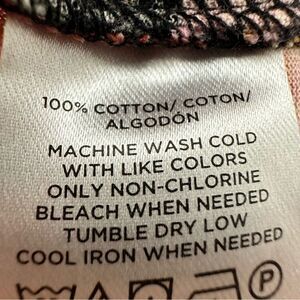 100% COTTON/ COTON/
ALGODÓN
MACHINE WASH COLD
WITH LIKE COLORS
ONLY NON-CHLORINE
BLEACH WHEN NEEDED
TUMBLE DRY LOW
COOL IRON WHEN NEEDED
P